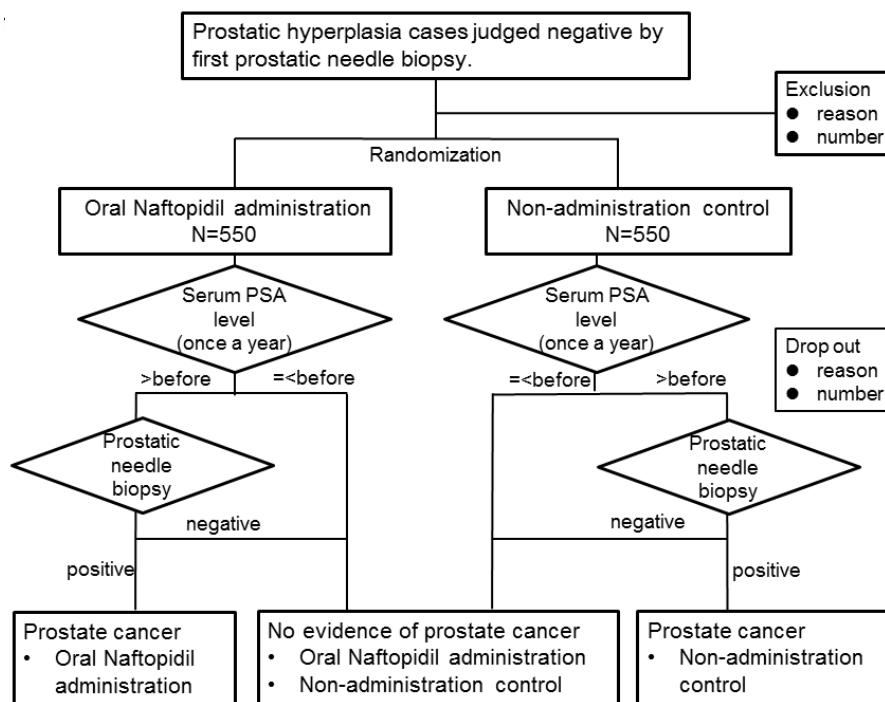 Prostatic hyperplasia cases judged negative by
first prostatic needle biopsy.
Exclusion
● reason
● number
Randomization
Oral Naftopidil administration
N=550
Non-administration control
N=550
Serum PSA
level
(once a year)
Serum PSA
level
(once a year)
Drop out
● reason
● number
>before
=<before
=<before
>before
Prostatic
needle
biopsy
Prostatic
needle
biopsy
negative
negative
positive
positive
Prostate cancer
• Oral Naftopidil
administration
No evidence of prostate cancer
• Oral Naftopidil administration
• Non-administration control
Prostate cancer
• Non-administration
control